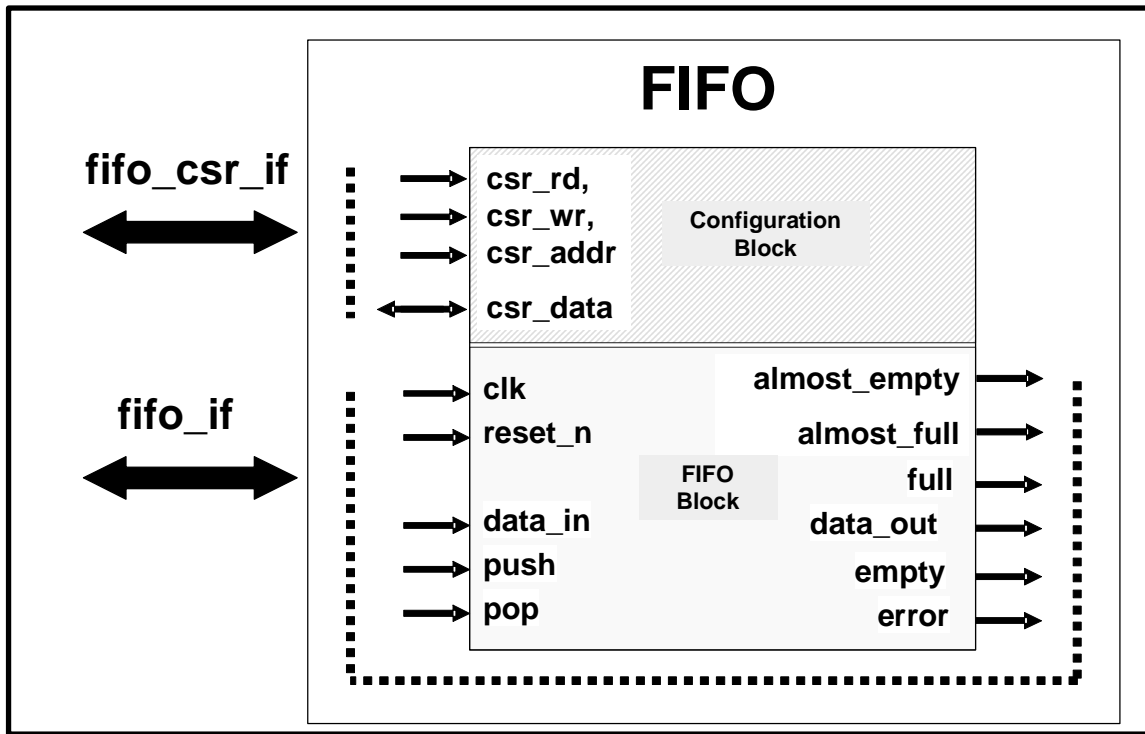 FIFO
fifo_csr_if
csr_rd,
csr_wr,
csr_addr
csr_data
Configuration
Block
fifo_if
clk
reset_n
data_in
push
pop
FIFO
Block
almost_empty
almost_full
full
data_out
empty
error